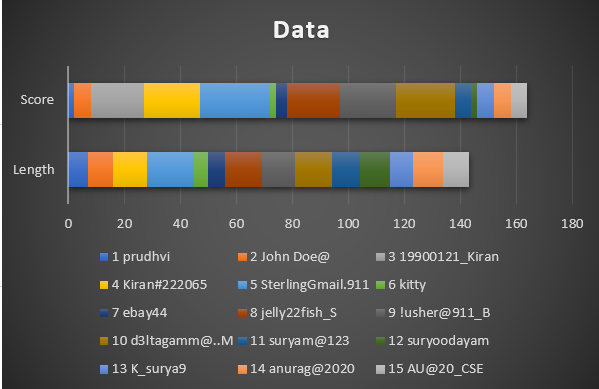 Data
Score
Length
0 20 40 60 80 100 120 140 160 180
1 prudhvi 2 John Doe@ 3 19900121_Kiran
4 Kiran#222065 5 SterlingGmail.911 6 kitty
7 ebay44 8 jelly22fish_S 9 !usher@911_B
10 d3ltagamm@..M 11 suryam@123 12 suryoodayam
13 K_surya9 14 anurag@2020 15 AU@20_CSE